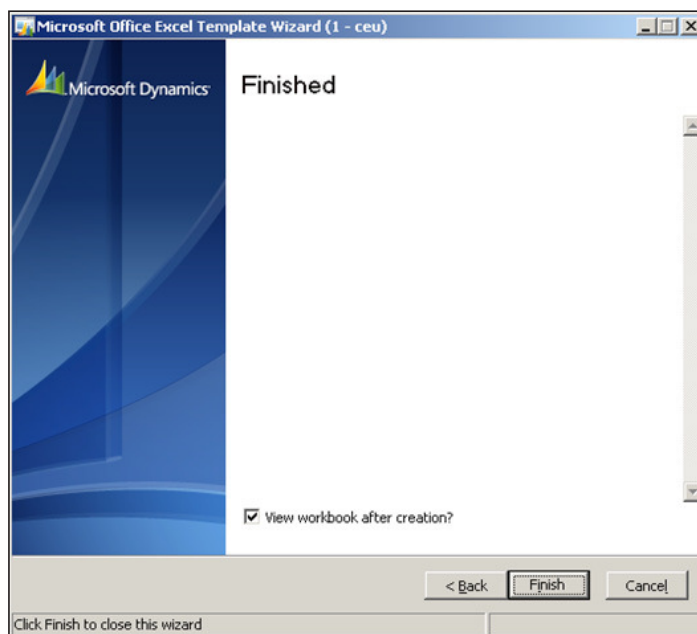 Microsoft Office Excel Template Wizard (1 - ceu)
Microsoft Dynamics
Finished
View workbook after creation?
< Back Finish Cancel
Click Finish to close this wizard